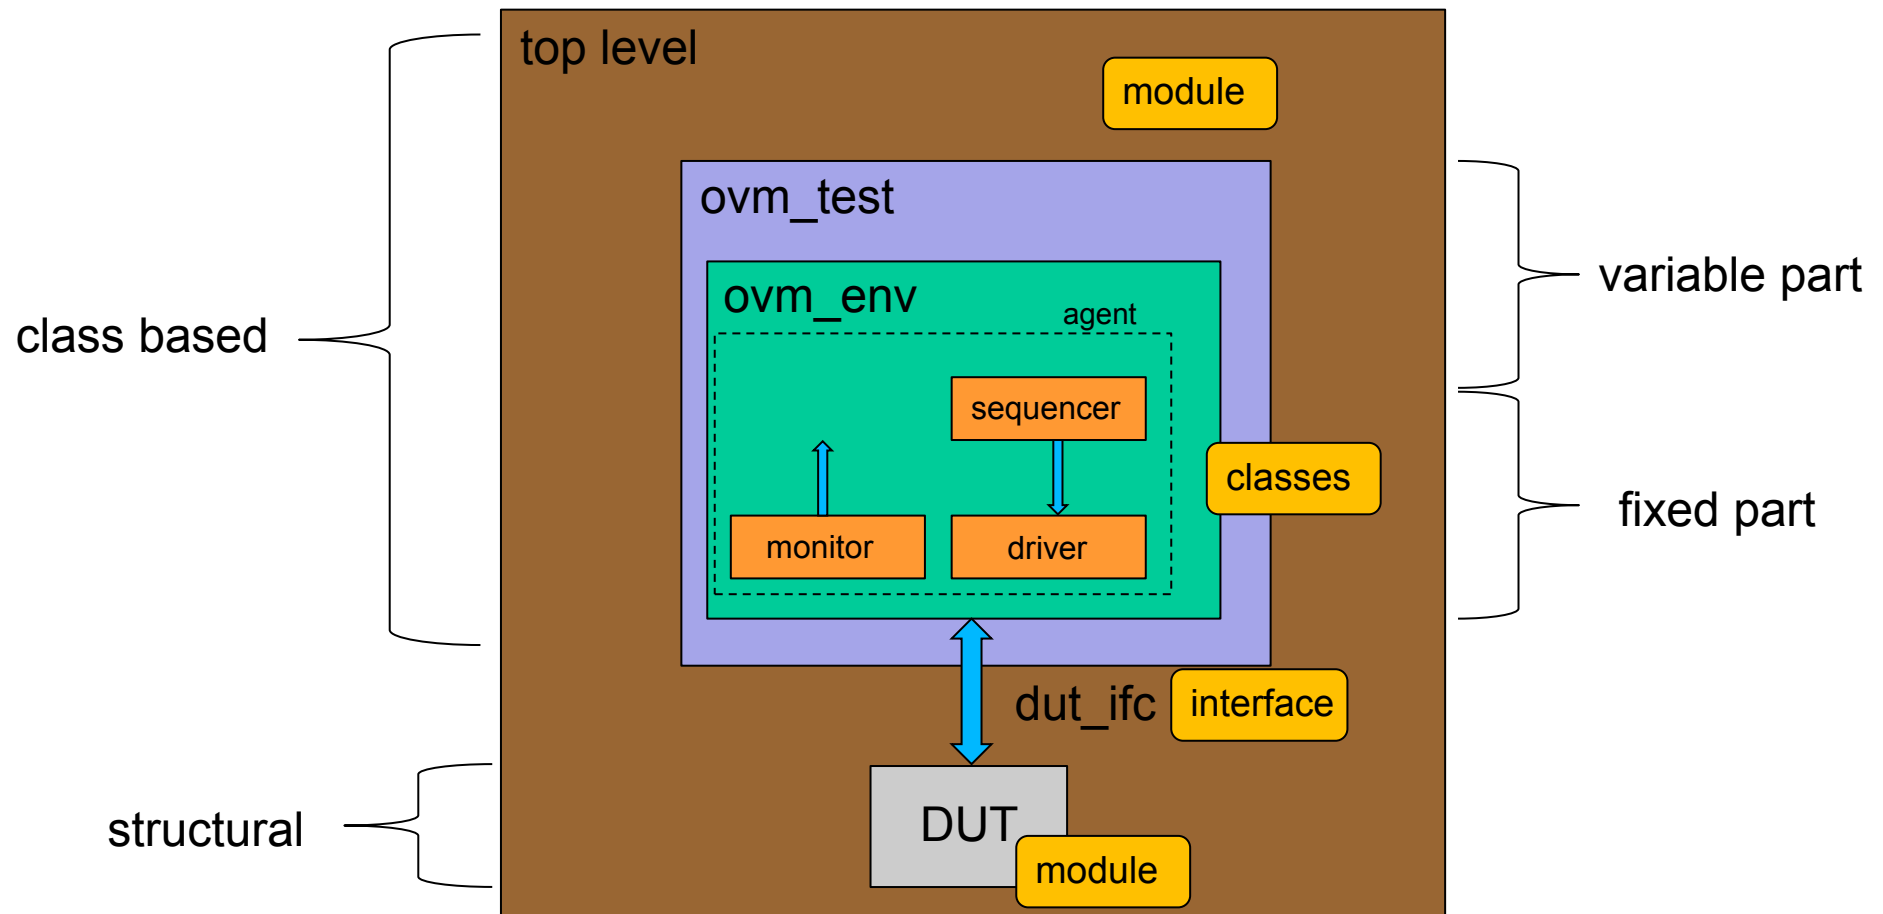 top level
module
ovm_test
variable part
ovm_env
agent
class based
sequencer
classes
fixed part
monitor
driver
dut_ifc
interface
DUT
structural
module